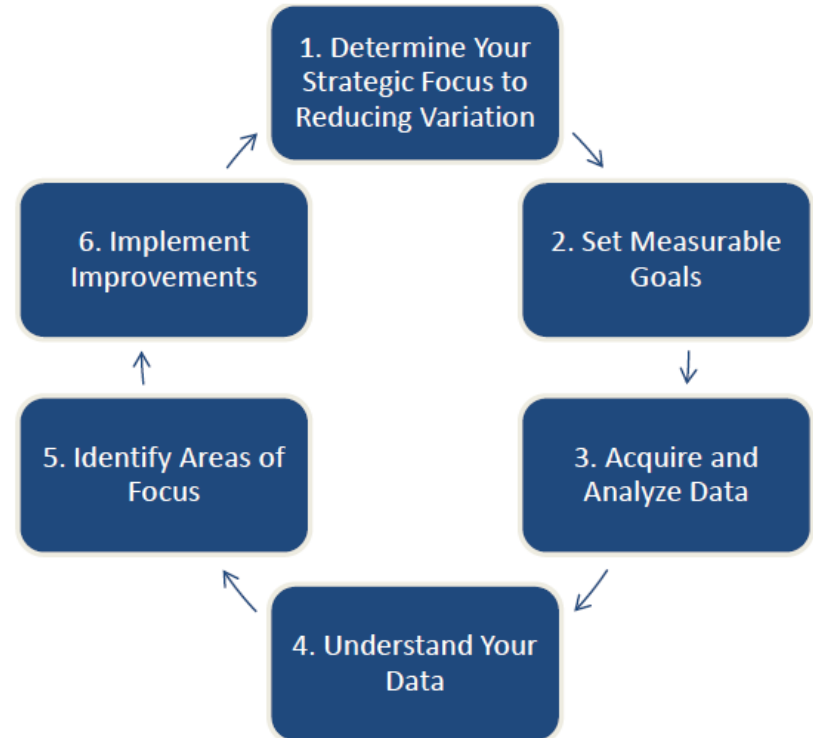 1. Determine Your
Strategic Focus to
Reducing Variation
2. Set Measurable
Goals
3. Acquire and
Analyze Data
4. Understand Your
Data
5. Identify Areas of
Focus
6. Implement
Improvements